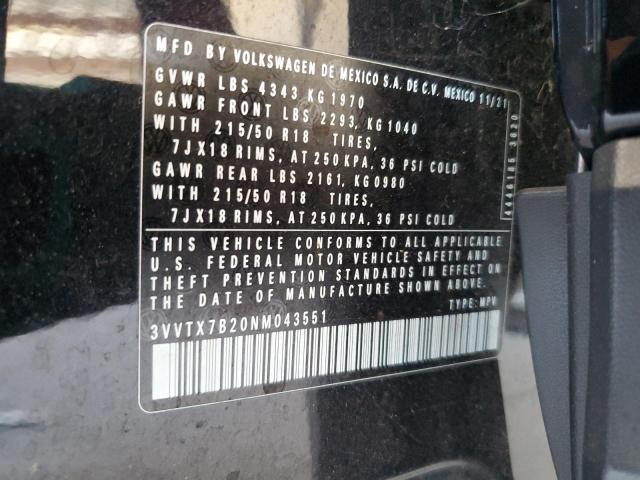 MFD BY VOLKSWAGEN DE MEXICO S.A. DE C.V. MEXICO 11/21
GVWR LBS 4343 KG 1970
GAWR FRONT LBS 2293, KG 1040
WITH 215/50 R18 TIRES,
7JX18 RIMS, AT 250 KPA, 36 PSI COLD
GAWR REAR LBS 2161, KG 0980
WITH 215/50 R18 TIRES,
7JX18 RIMS, AT 250 KPA, 36 PSI COLD
THIS VEHICLE CONFORMS TO ALL APPLICABLE
U.S. FEDERAL MOTOR VEHICLE SAFETY AND
THEFT PREVENTION STANDARDS IN EFFECT ON
THE DATE OF MANUFACTURE SHOWN ABOVE.
3VVTX7B20NM043551 TYPE: MPV
4446185 3620